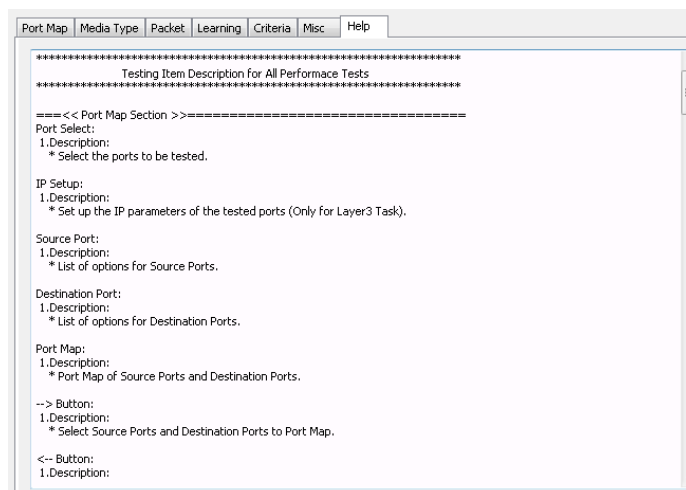 Port Map Media Type Packet Learning Criteria Misc Help
*********************************************************************
Testing Item Description for All Performace Tests
*********************************************************************
===<< Port Map Section >>=================================
Port Select:
1.Description:
* Select the ports to be tested.
IP Setup:
1.Description:
* Set up the IP parameters of the tested ports (Only for Layer3 Task).
Source Port:
1.Description:
* List of options for Source Ports.
Destination Port:
1.Description:
* List of options for Destination Ports.
Port Map:
1.Description:
* Port Map of Source Ports and Destination Ports.
--> Button:
1.Description:
* Select Source Ports and Destination Ports to Port Map.
<-- Button:
1.Description: